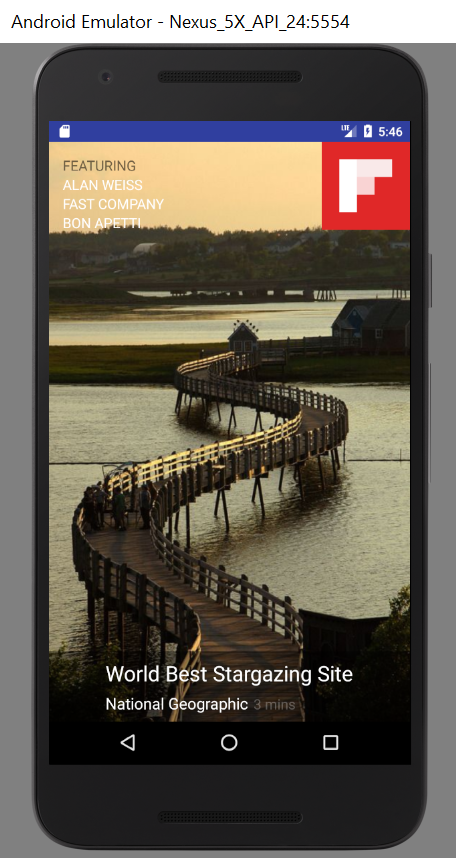 Android Emulator - Nexus_5X_API_24:5554
LTE 5:46
FEATURING
ALAN WEISS
FAST COMPANY
BON APETTI
World Best Stargazing Site
National Geographic 3 mins